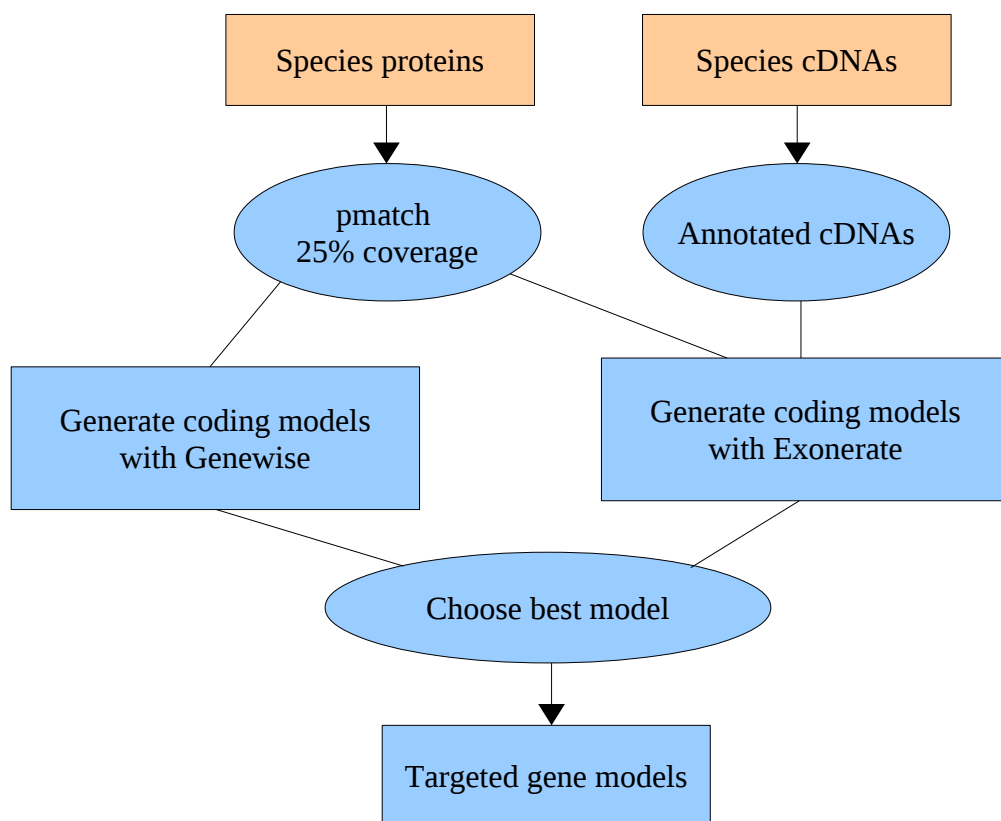 Species proteins
Species cDNAs
pmatch
25% coverage
Annotated cDNAs
Generate coding models
with Genewise
Generate coding models
with Exonerate
Choose best model
Targeted gene models